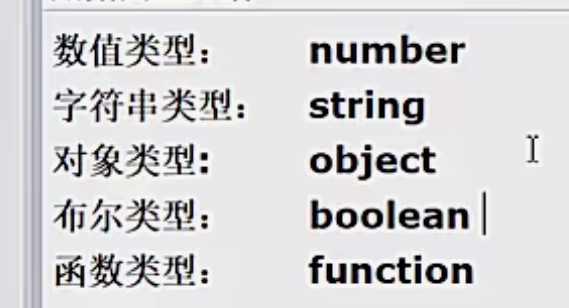 数值类型： number
字符串类型： string
对象类型: object
布尔类型： boolean
函数类型： function